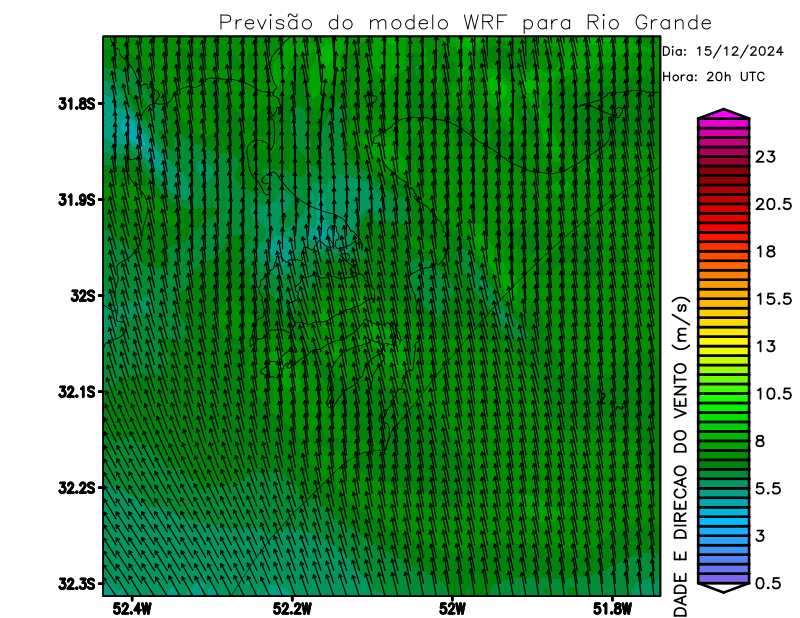 Previsão do modelo WRF para Rio Grande
Dia: 15/12/2024
Hora: 20h UTC
31.8S
31.9S
32S
32.1S
32.2S
32.3S
52.4W
52.2W
52W
51.8W
DADE E DIRECAO DO VENTO (m/s)
23
20.5
18
15.5
13
10.5
8
5.5
3
0.5